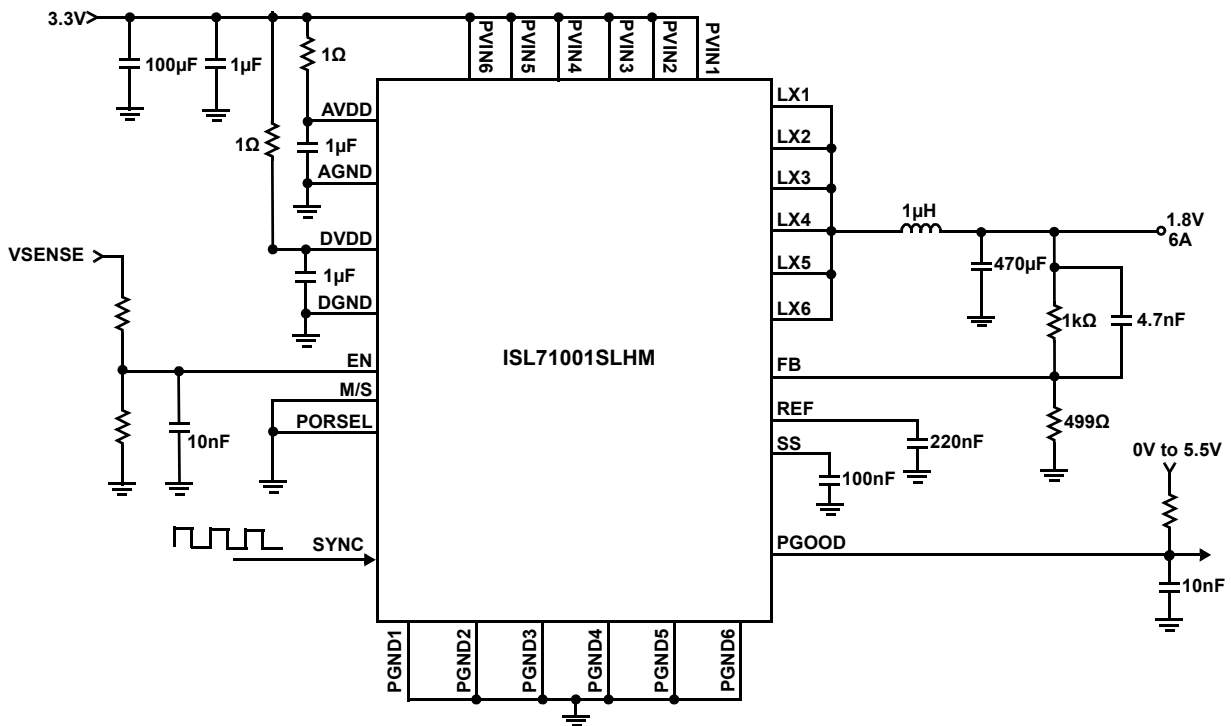 3.3V
100µF
1µF
1Ω
1Ω
PVIN6
PVIN5
PVIN4
PVIN3
PVIN2
PVIN1
AVDD
1µF
AGND
DVDD
1µF
DGND
VSENSE
EN
M/S
PORSEL
10nF
SYNC
ISL71001SLHM
LX1
LX2
LX3
LX4
LX5
LX6
1µH
1.8V
6A
470µF
1kΩ
4.7nF
FB
499Ω
REF
220nF
SS
100nF
0V to 5.5V
PGOOD
10nF
PGND1
PGND2
PGND3
PGND4
PGND5
PGND6